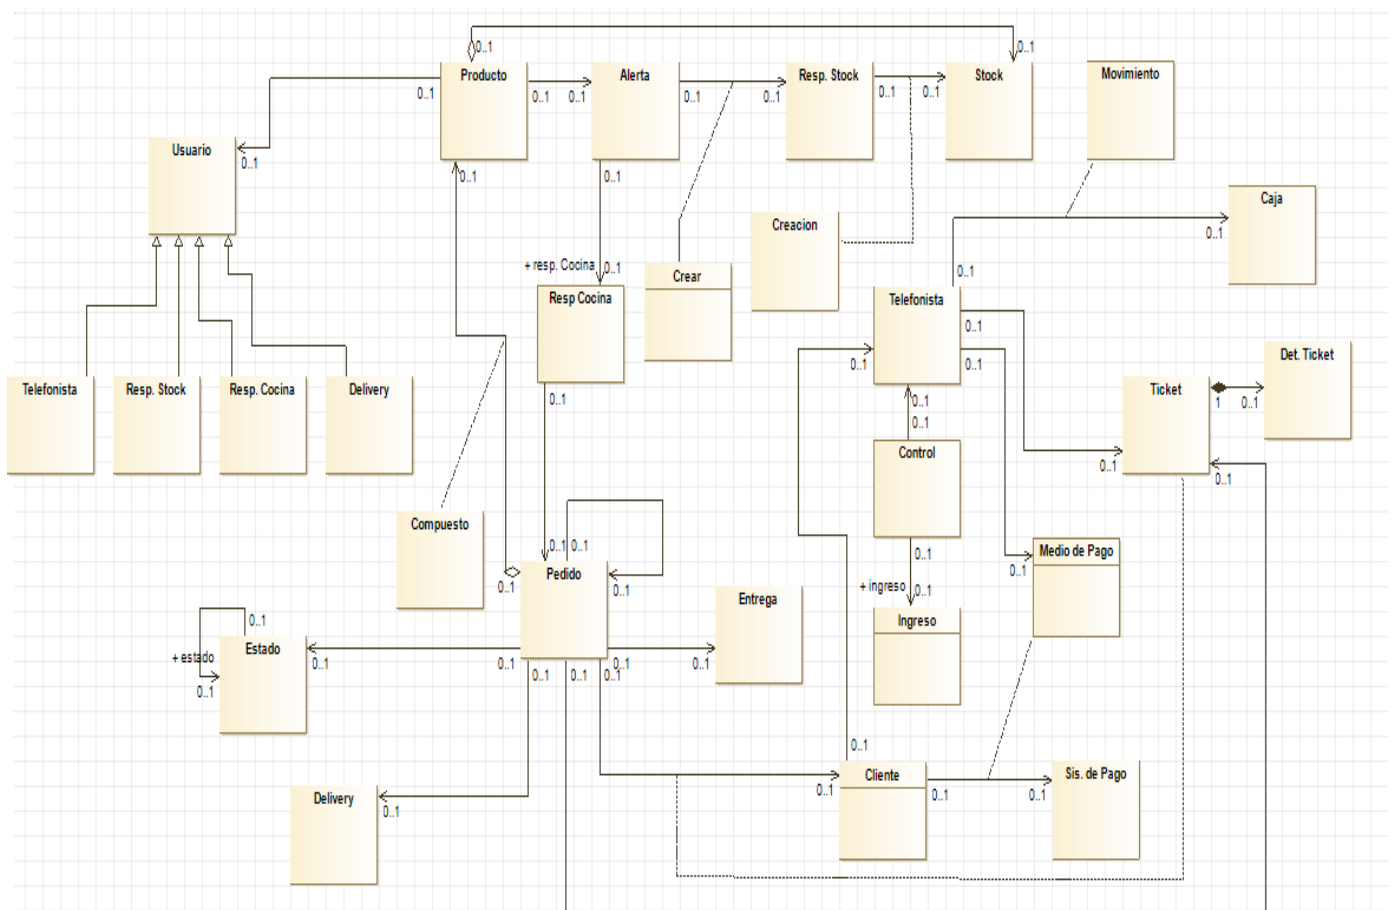 0..1
0..1
Producto
Alerta
Resp. Stock
Stock
Movimiento
0..1
0..1
0..1
0..1
0..1
0..1
0..1
Usuario
0..1
0..1
0..1
Caja
Creacion
0..1
+ resp. Cocina
0..1
Crear
0..1
Resp Cocina
Telefonista
0..1
0..1
0..1
Det. Ticket
Telefonista
Resp. Stock
Resp. Cocina
Delivery
Ticket
0..1
0..1
1
0..1
0..1
Control
0..1
0..1
Compuesto
0..1
0..1
0..1
Medio de Pago
Pedido
0..1
0..1
0..1
+ ingreso
0..1
Entrega
Ingreso
0..1
Estado
+ estado
0..1
0..1
0..1
0..1
0..1
0..1
0..1
0..1
0..1
0..1
Cliente
Sis. de Pago
0..1
0..1
0..1
Delivery
0..1